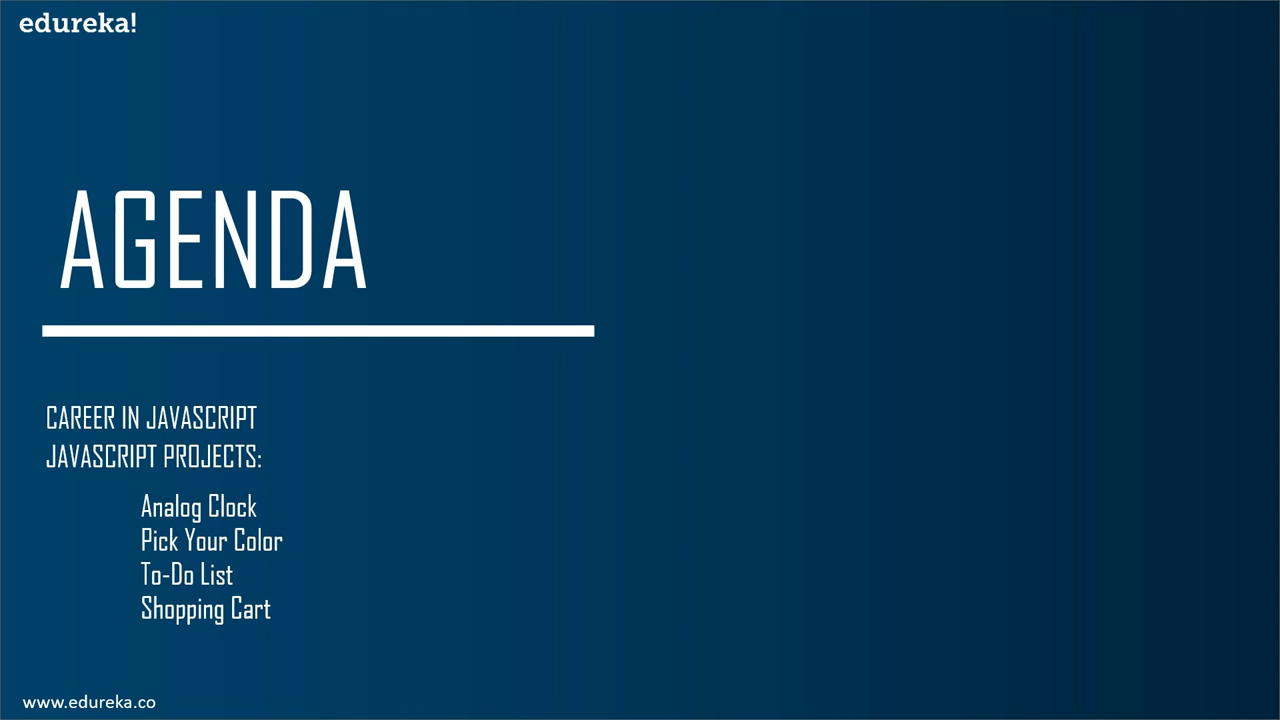 edureka!
AGENDA
CAREER IN JAVASCRIPT
JAVASCRIPT PROJECTS:
Analog Clock
Pick Your Color
To-Do List
Shopping Cart
www.edureka.co